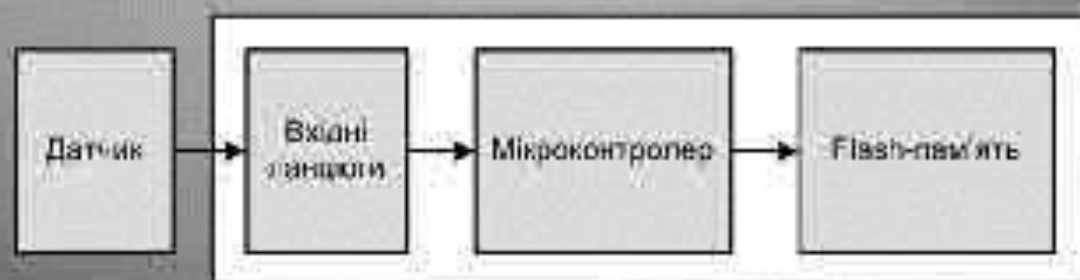 Датчик
Вхідні
ланцюги
Мікроконтролер
Flash-пам'ять